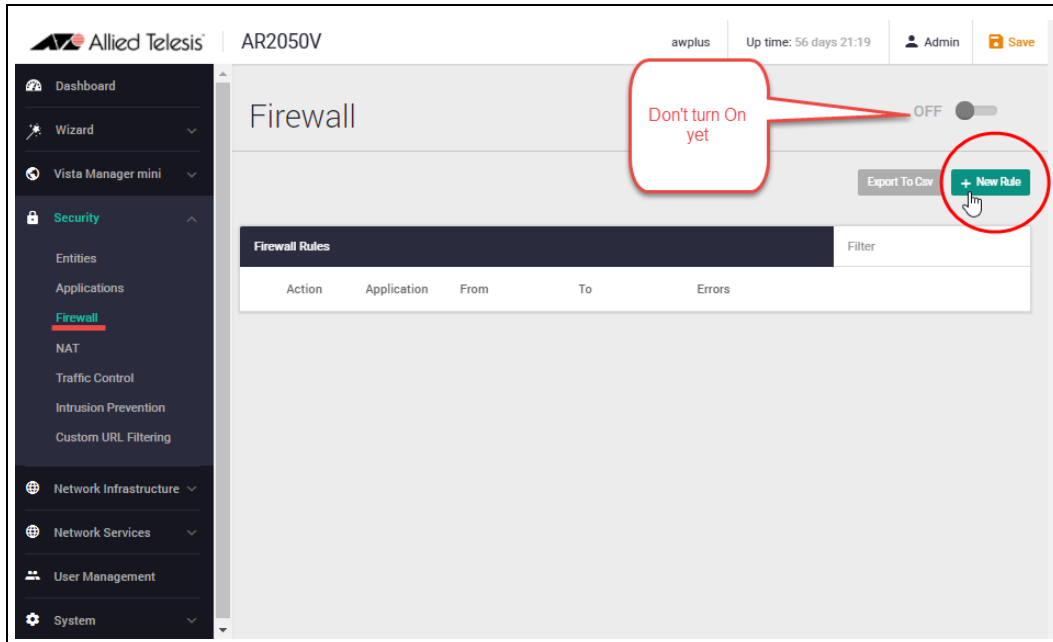 Allied Telesis
AR2050V
awplus
Up time: 56 days 21:19
Admin
Save
Dashboard
Wizard
Vista Manager mini
Security
Entities
Applications
Firewall
NAT
Traffic Control
Intrusion Prevention
Custom URL Filtering
Network Infrastructure
Network Services
User Management
System
Firewall
Don't turn On
yet
OFF
Export To Csv
+ New Rule
Firewall Rules
Filter
Action Application From To Errors